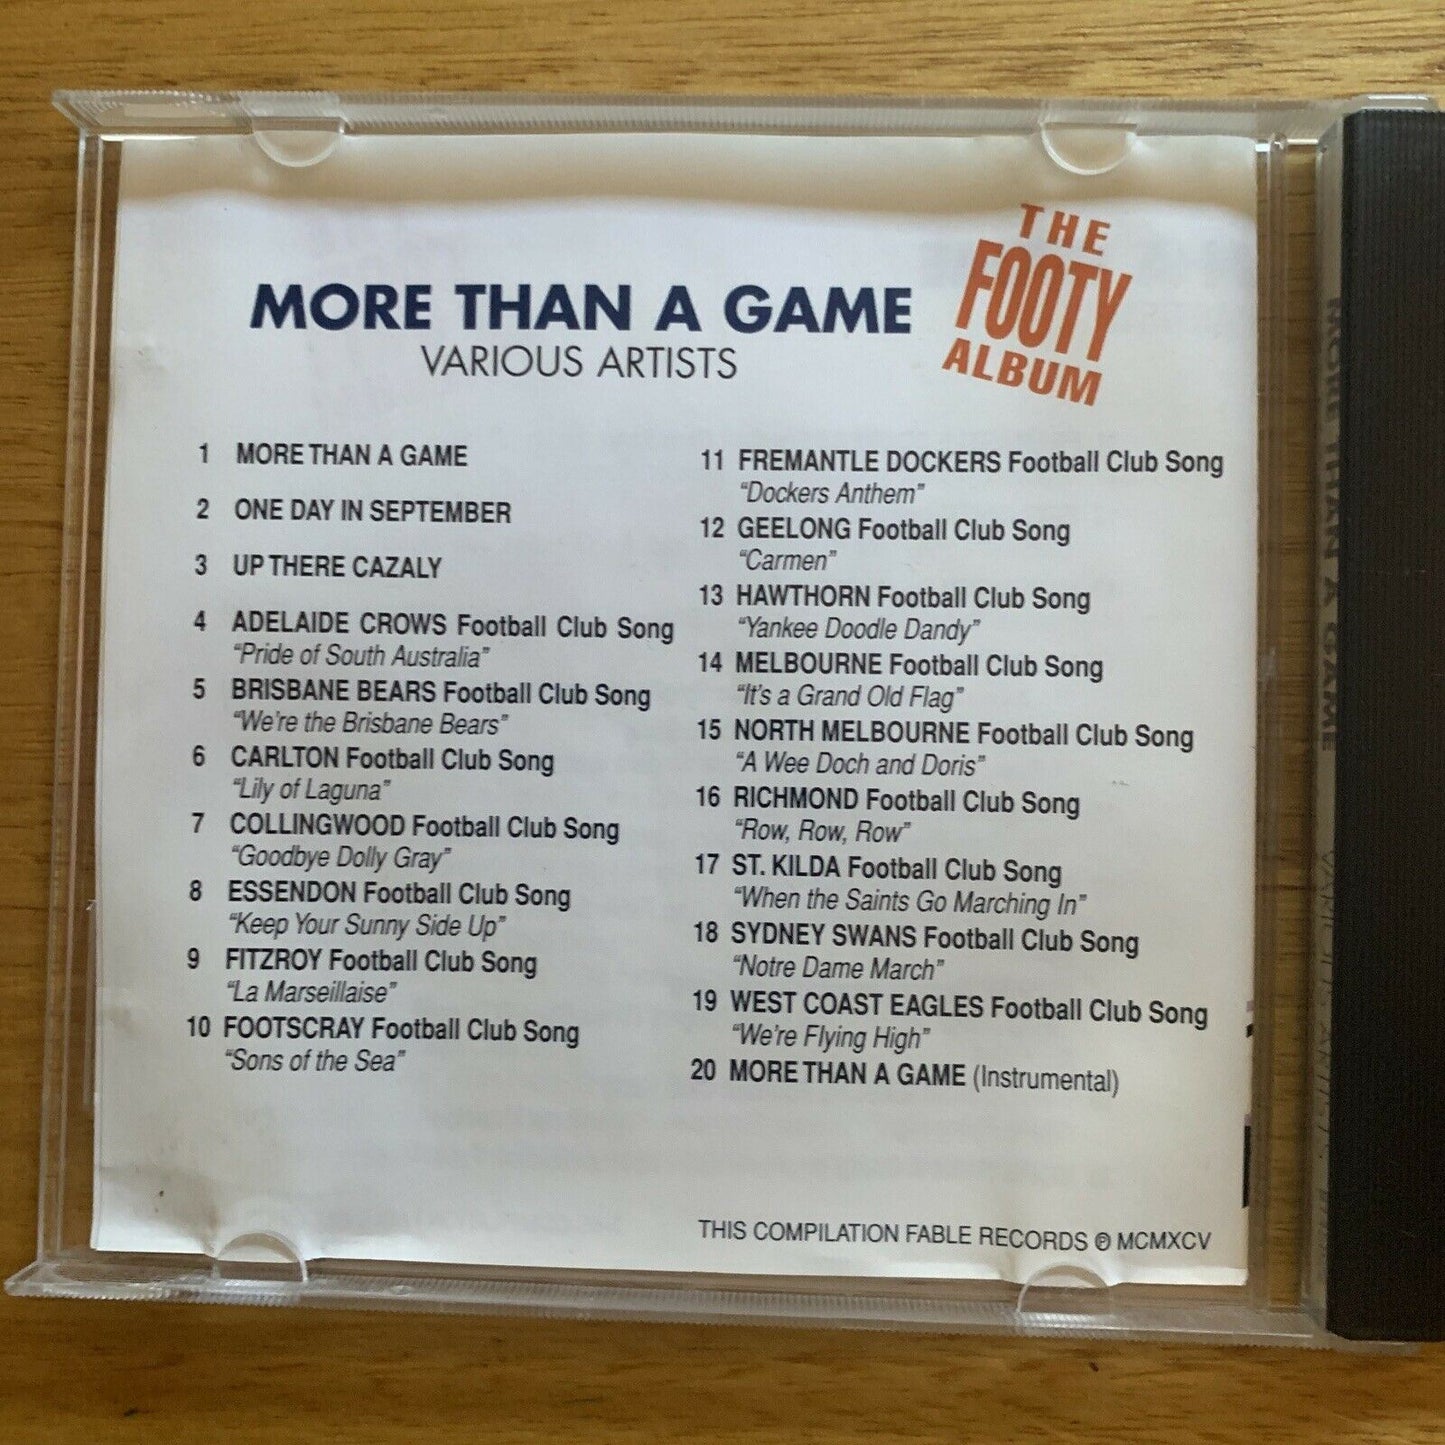 MORE THAN A GAME
VARIOUS ARTISTS
THE
FOOTY
ALBUM
1 MORE THAN A GAME
2 ONE DAY IN SEPTEMBER
3 UP THERE CAZALY
4 ADELAIDE CROWS Football Club Song
"Pride of South Australia"
5 BRISBANE BEARS Football Club Song
"We're the Brisbane Bears"
6 CARLTON Football Club Song
"Lily of Laguna"
7 COLLINGWOOD Football Club Song
"Goodbye Dolly Gray"
8 ESSENDON Football Club Song
"Keep Your Sunny Side Up"
9 FITZROY Football Club Song
"La Marseillaise"
10 FOOTSCRAY Football Club Song
"Sons of the Sea"
11 FREMANTLE DOCKERS Football Club Song
"Dockers Anthem"
12 GEELONG Football Club Song
"Carmen"
13 HAWTHORN Football Club Song
"Yankee Doodle Dandy"
14 MELBOURNE Football Club Song
"It's a Grand Old Flag"
15 NORTH MELBOURNE Football Club Song
"A Wee Doch and Doris"
16 RICHMOND Football Club Song
"Row, Row, Row"
17 ST. KILDA Football Club Song
"When the Saints Go Marching In"
18 SYDNEY SWANS Football Club Song
"Notre Dame March"
19 WEST COAST EAGLES Football Club Song
"We're Flying High"
20 MORE THAN A GAME (Instrumental)
THIS COMPILATION FABLE RECORDS ℗ MCMXCV
MORE THAN A GAME VARIOUS ARTISTS